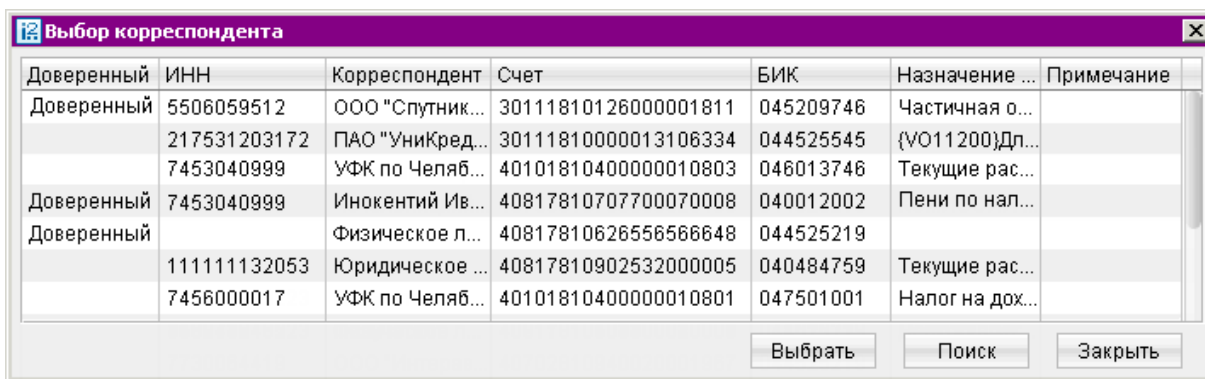 Выбор корреспондента
Доверенный ИНН Корреспондент Счет БИК Назначение ... Примечание
Доверенный 5506059512 ООО "Спутник... 30111810126000001811 045209746 Частичная о...
217531203172 ПАО "УниКред... 30111810000013106334 044525545 {VO11200}Дл...
7453040999 УФК по Челяб... 40101810400000010803 046013746 Текущие рас...
Доверенный 7453040999 Инокентий Ив... 40817810707700070008 040012002 Пени по нал...
Доверенный Физическое л... 40817810626556566648 044525219
111111132053 Юридическое ... 40817810902532000005 040484759 Текущие рас...
7456000017 УФК по Челяб... 40101810400000010801 047501001 Налог на дох...
Выбрать Поиск Закрыть